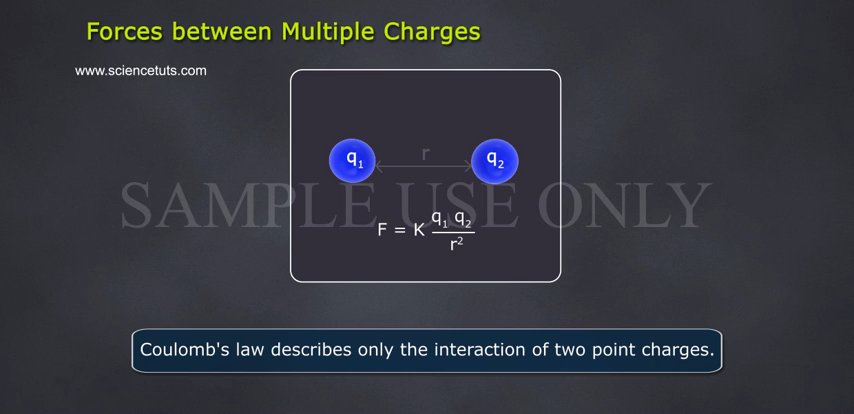 Forces between Multiple Charges
www.sciencetuts.com
q₁ r q₂
SAMPLE USE ONLY
F = K q₁ q₂ / r²
Coulomb's law describes only the interaction of two point charges.